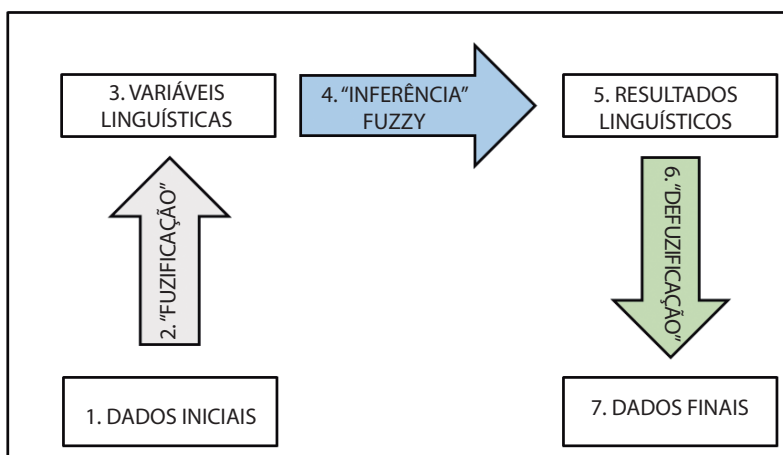 3. VARIÁVEIS
LINGUÍSTICAS
4. “INFERÊNCIA”
FUZZY
5. RESULTADOS
LINGUÍSTICOS
2. “FUZIFICAÇÃO”
6. “DEFUZIFICAÇÃO”
1. DADOS INICIAIS
7. DADOS FINAIS